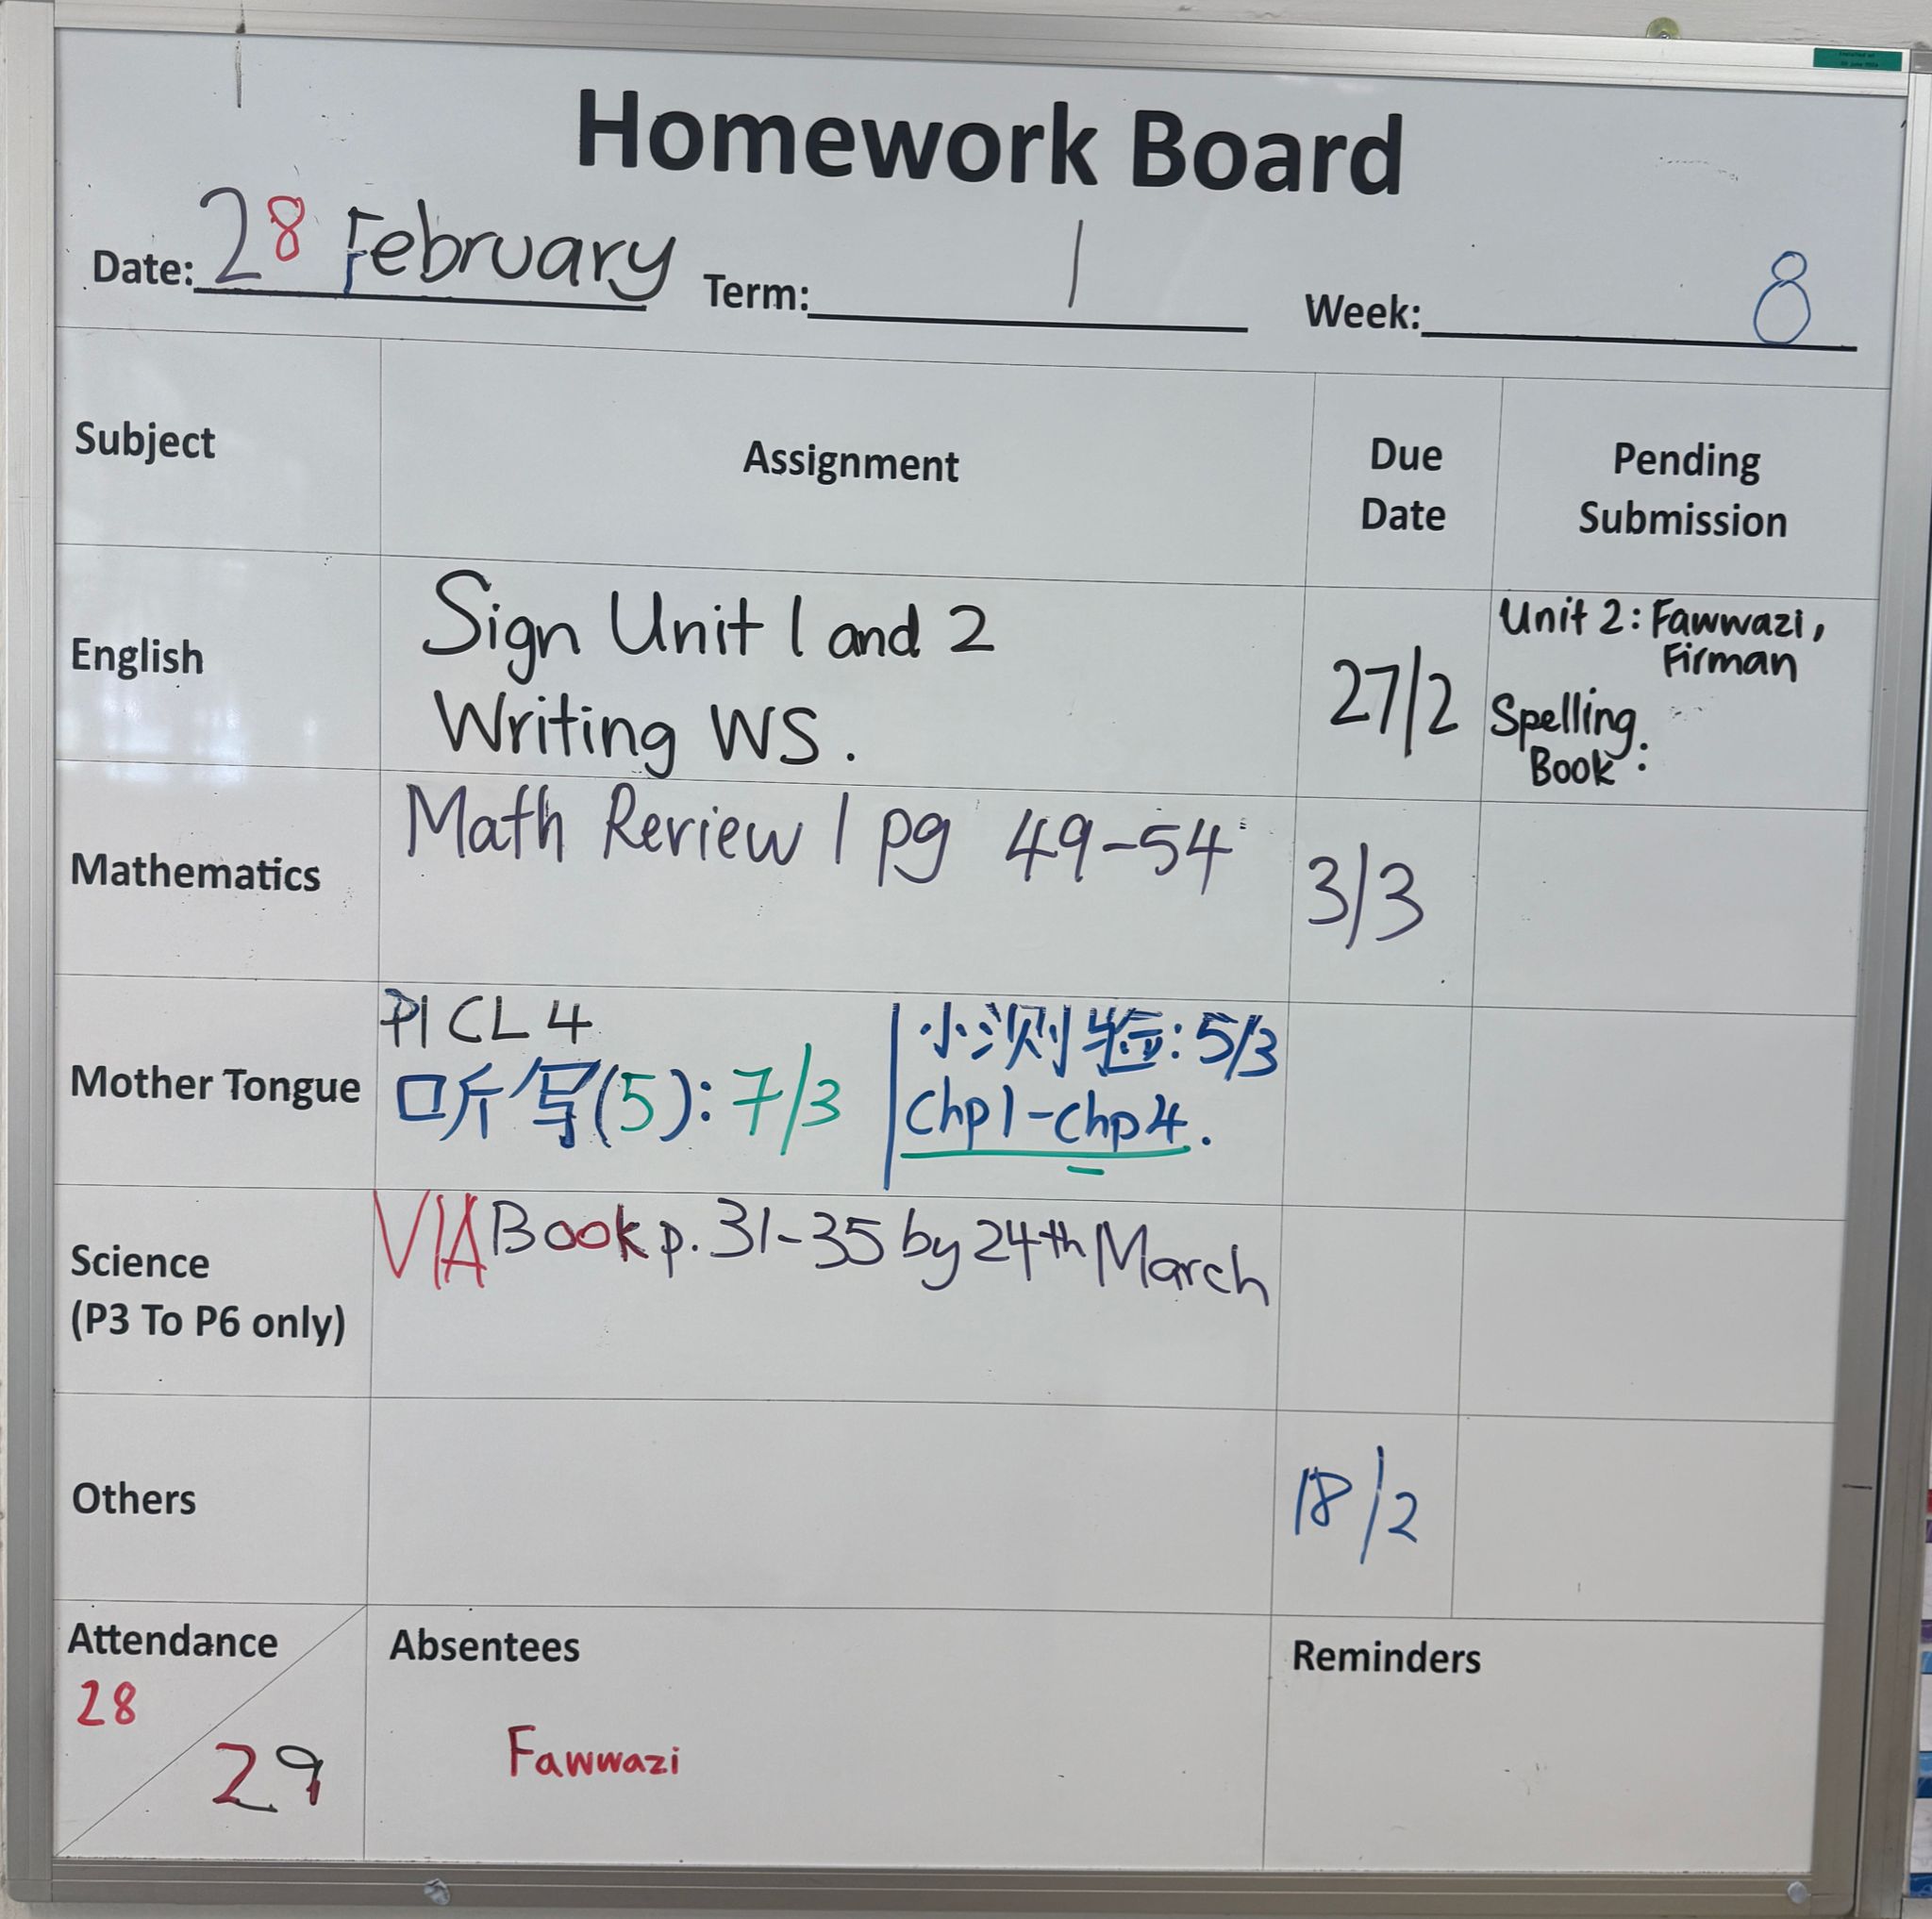 Homework Board
Date: 28 February Term: 1 Week: 8
Subject Assignment Due Date Pending Submission
English
Sign Unit 1 and 2
Writing WS.
27/2
Unit 2: Fawwazi,
Firman
Spelling
Book:
Mathematics
Math Review 1 pg 49-54
3/3
Mother Tongue
P1 CL 4
听写(5): 7/3
小测验: 5/3
Chp1-Chp4.
Science
(P3 To P6 only)
VIA Book p. 31-35 by 24th March
Others
18/2
Attendance
28
29
Absentees
Fawwazi
Reminders